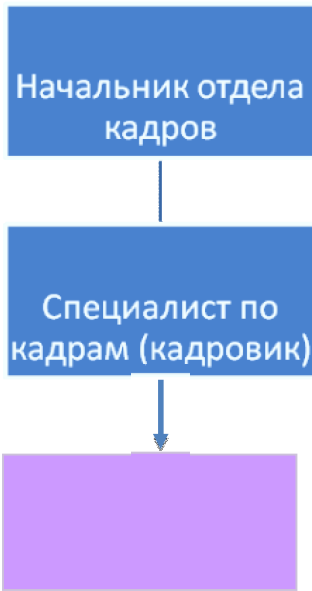 Начальник отдела
кадров
Специалист по
кадрам (кадровик)